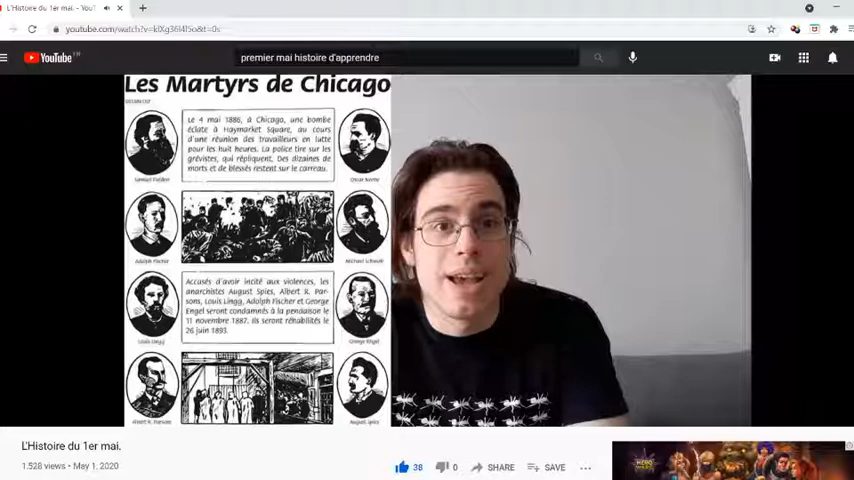 L'Histoire du 1er mai. - YouT
youtube.com/watch?v=klXg36l4l5o&t=0s
YouTube
premier mai histoire d'apprendre
Les Martyrs de Chicago
Le 4 mai 1886, à Chicago, une bombe
éclate à Haymarket Square, au cours
d'une réunion des travailleurs en lutte
pour les huit heures. La police tire sur les
grévistes, qui répliquent. Des dizaines de
morts et de blessés restent sur le carreau.
Samuel Fielden
Oscar Neebe
Adolph Fischer
Michael Schwab
Accusés d'avoir incité aux violences, les
anarchistes August Spies, Albert R. Par-
sons, Louis Lingg, Adolph Fischer et George
Engel seront condamnés à la pendaison le
11 novembre 1887. Ils seront réhabilités le
26 juin 1893.
Louis Lingg
George Engel
Albert R. Parsons
August Spies
L'Histoire du 1er mai.
1.528 views • May 1, 2020
38
0
SHARE
SAVE
HERO
WARS